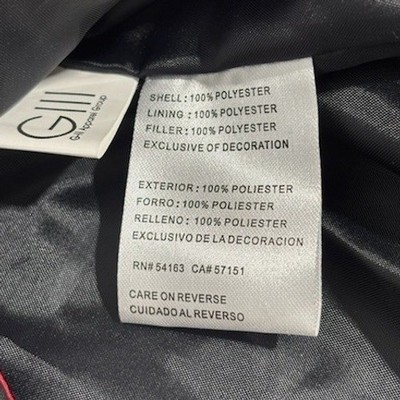 GIII
G-III Apparel Group
SHELL: 100% POLYESTER
LINING: 100% POLYESTER
FILLER: 100% POLYESTER
EXCLUSIVE OF DECORATION
EXTERIOR: 100% POLIESTER
FORRO: 100% POLIESTER
RELLENO: 100% POLIESTER
EXCLUSIVO DE LA DECORACION
RN# 54163 CA# 57151
CARE ON REVERSE
CUIDADO AL REVERSO